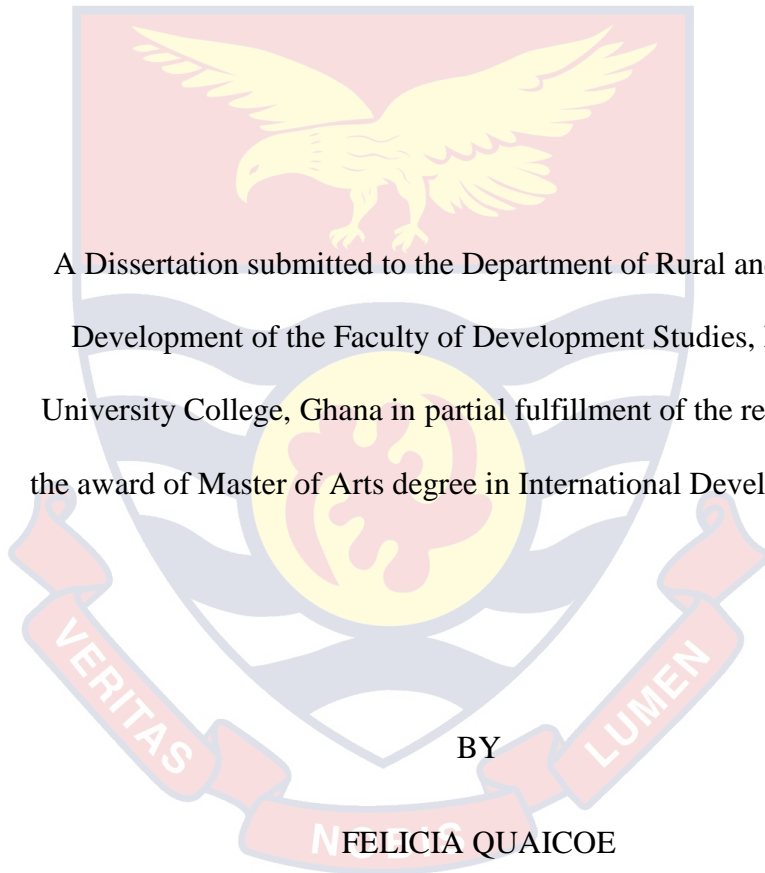 A Dissertation submitted to the Department of Rural an
Development of the Faculty of Development Studies,
University College, Ghana in partial fulfillment of the re
the award of Master of Arts degree in International Devel
VERITAS
LUMEN
BY
NOBIS
FELICIA QUAICOE